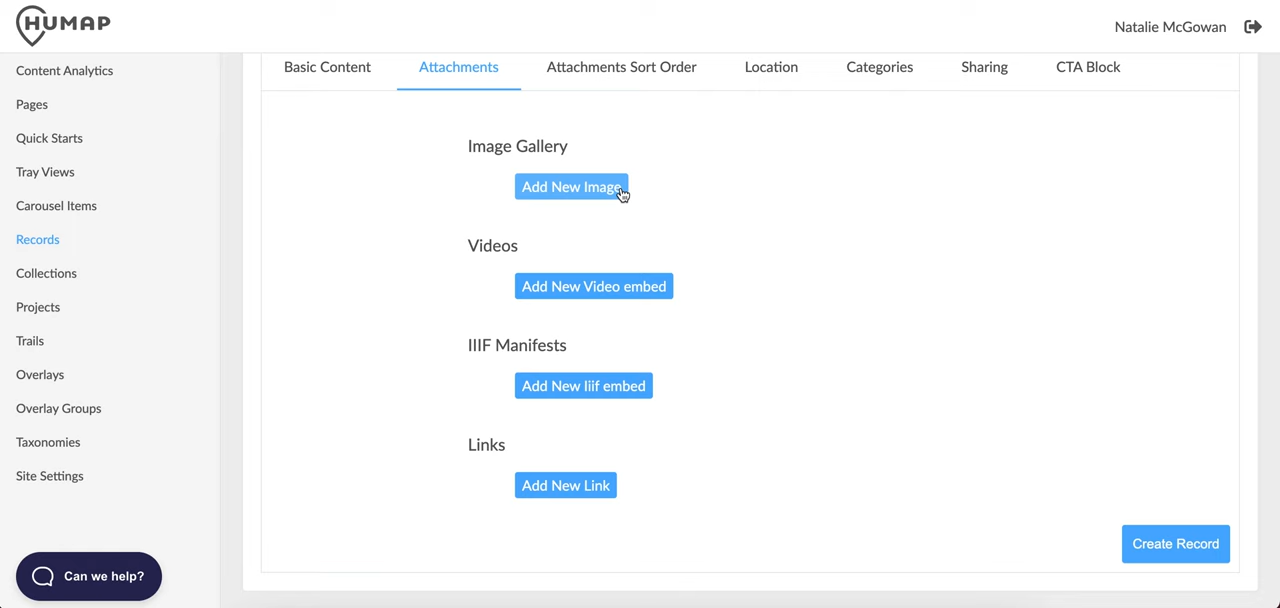 HUMAP
Natalie McGowan
Content Analytics
Pages
Quick Starts
Tray Views
Carousel Items
Records
Collections
Projects
Trails
Overlays
Overlay Groups
Taxonomies
Site Settings
Can we help?
Basic Content Attachments Attachments Sort Order Location Categories Sharing CTA Block
Image Gallery
Add New Image
Videos
Add New Video embed
IIIF Manifests
Add New Iiif embed
Links
Add New Link
Create Record